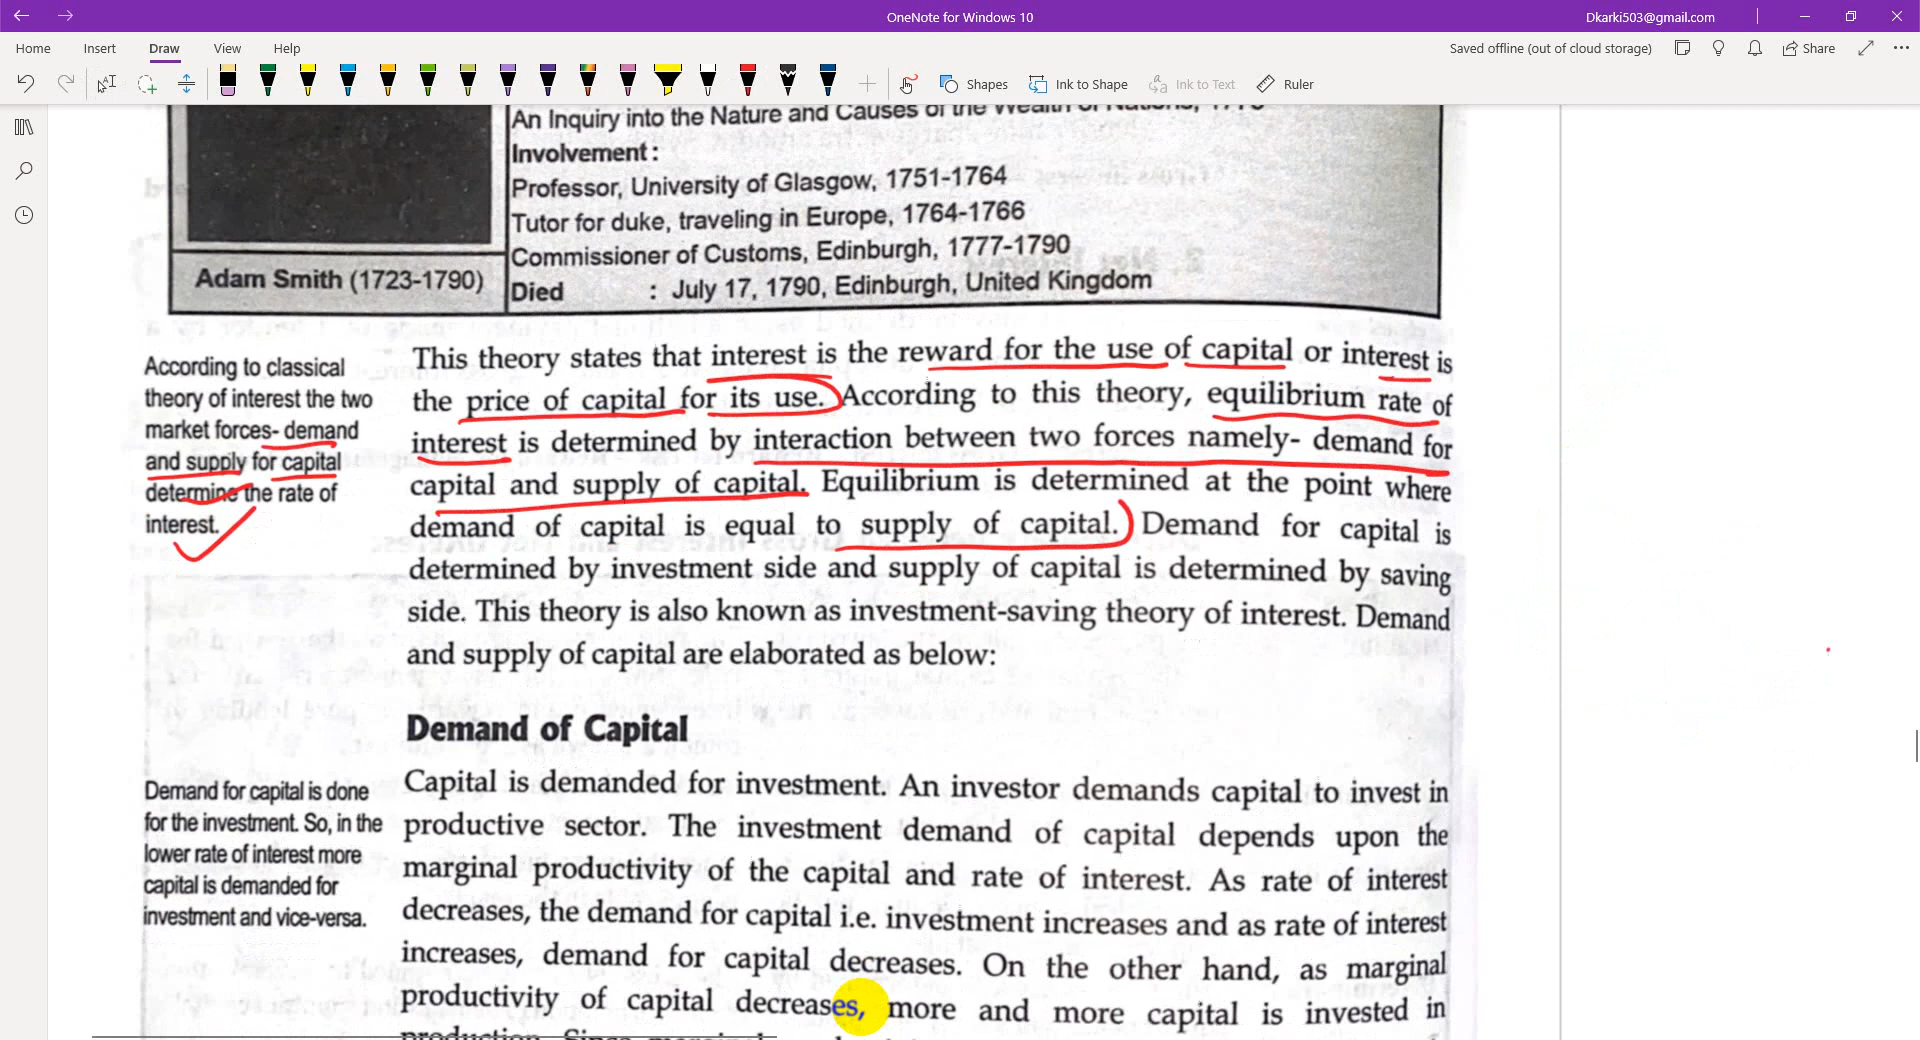 OneNote for Windows 10
Dkarki503@gmail.com
Home Insert Draw View Help
Saved offline (out of cloud storage)
Share
Shapes
Ink to Shape
Ink to Text
Ruler
An Inquiry into the Nature and Causes of the Wealth of Nations, 1776
Involvement :
Professor, University of Glasgow, 1751-1764
Tutor for duke, traveling in Europe, 1764-1766
Commissioner of Customs, Edinburgh, 1777-1790
Died : July 17, 1790, Edinburgh, United Kingdom
Adam Smith (1723-1790)
According to classical
theory of interest the two
market forces- demand
and supply for capital
determine the rate of
interest.
This theory states that interest is the reward for the use of capital or interest is
the price of capital for its use. According to this theory, equilibrium rate of
interest is determined by interaction between two forces namely- demand for
capital and supply of capital. Equilibrium is determined at the point where
demand of capital is equal to supply of capital. Demand for capital is
determined by investment side and supply of capital is determined by saving
side. This theory is also known as investment-saving theory of interest. Demand
and supply of capital are elaborated as below:
Demand of Capital
Demand for capital is done
for the investment. So, in the
lower rate of interest more
capital is demanded for
investment and vice-versa.
Capital is demanded for investment. An investor demands capital to invest in
productive sector. The investment demand of capital depends upon the
marginal productivity of the capital and rate of interest. As rate of interest
decreases, the demand for capital i.e. investment increases and as rate of interest
increases, demand for capital decreases. On the other hand, as marginal
productivity of capital decreases, more and more capital is invested in